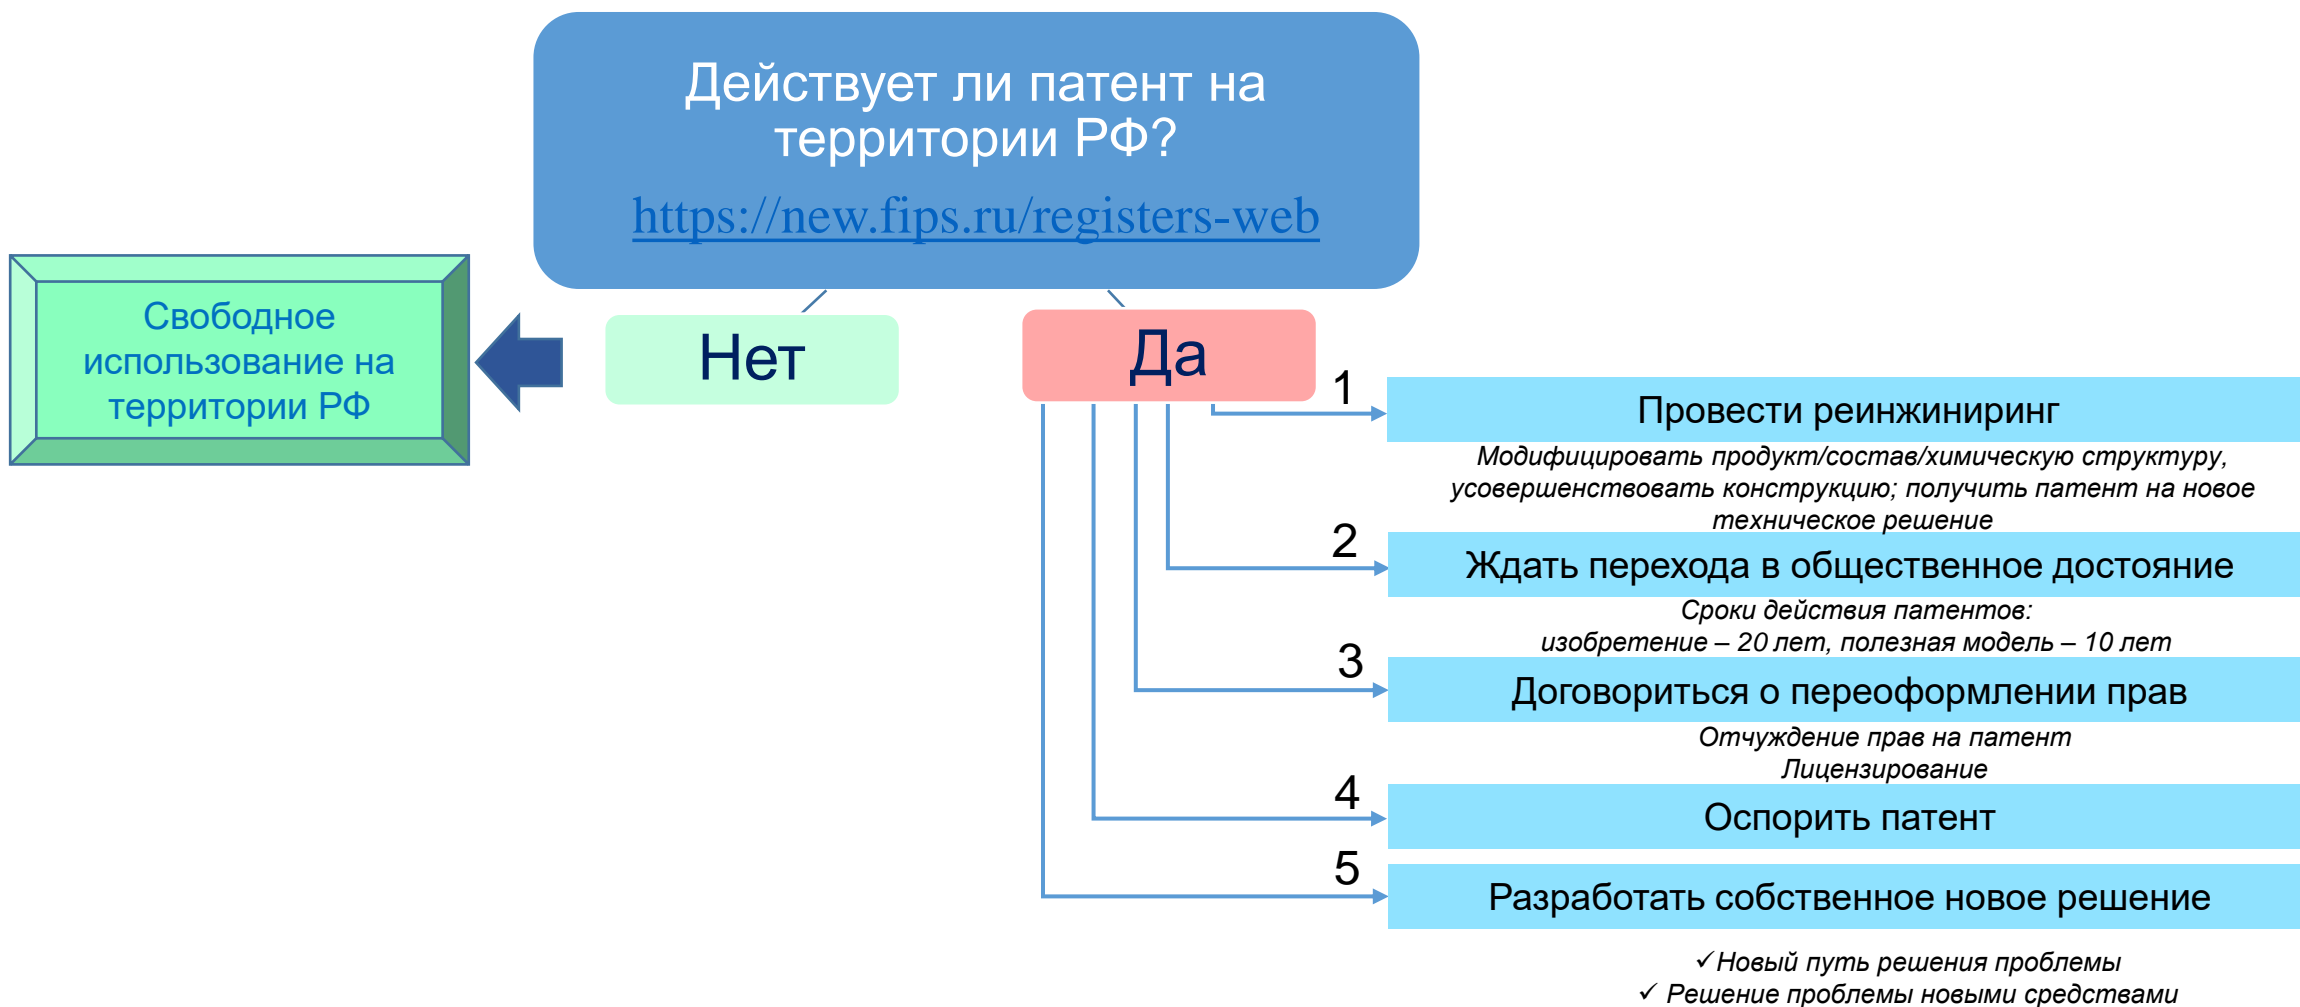 Действует ли патент на
территории РФ?
https://new.fips.ru/registers-web
Свободное
использование на
территории РФ
Нет
Да
1
Провести реинжиниринг
Модифицировать продукт/состав/химическую структуру,
усовершенствовать конструкцию; получить патент на новое
техническое решение
2
Ждать перехода в общественное достояние
Сроки действия патентов:
изобретение – 20 лет, полезная модель – 10 лет
3
Договориться о переоформлении прав
Отчуждение прав на патент
Лицензирование
4
Оспорить патент
5
Разработать собственное новое решение
✓Новый путь решения проблемы
✓ Решение проблемы новыми средствами